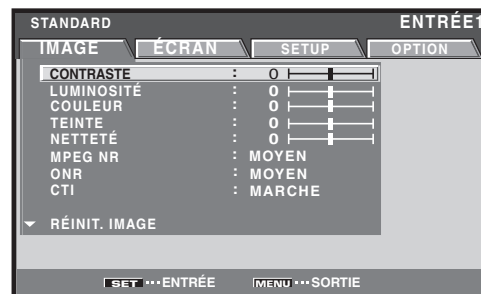 STANDARD ENTRÉE1
IMAGE ÉCRAN SETUP OPTION
CONTRASTE : 0
LUMINOSITÉ : 0
COULEUR : 0
TEINTE : 0
NETTETÉ : 0
MPEG NR : MOYEN
ONR : MOYEN
CTI : MARCHE
RÉINIT. IMAGE
SET ••• ENTRÉE MENU ••• SORTIE